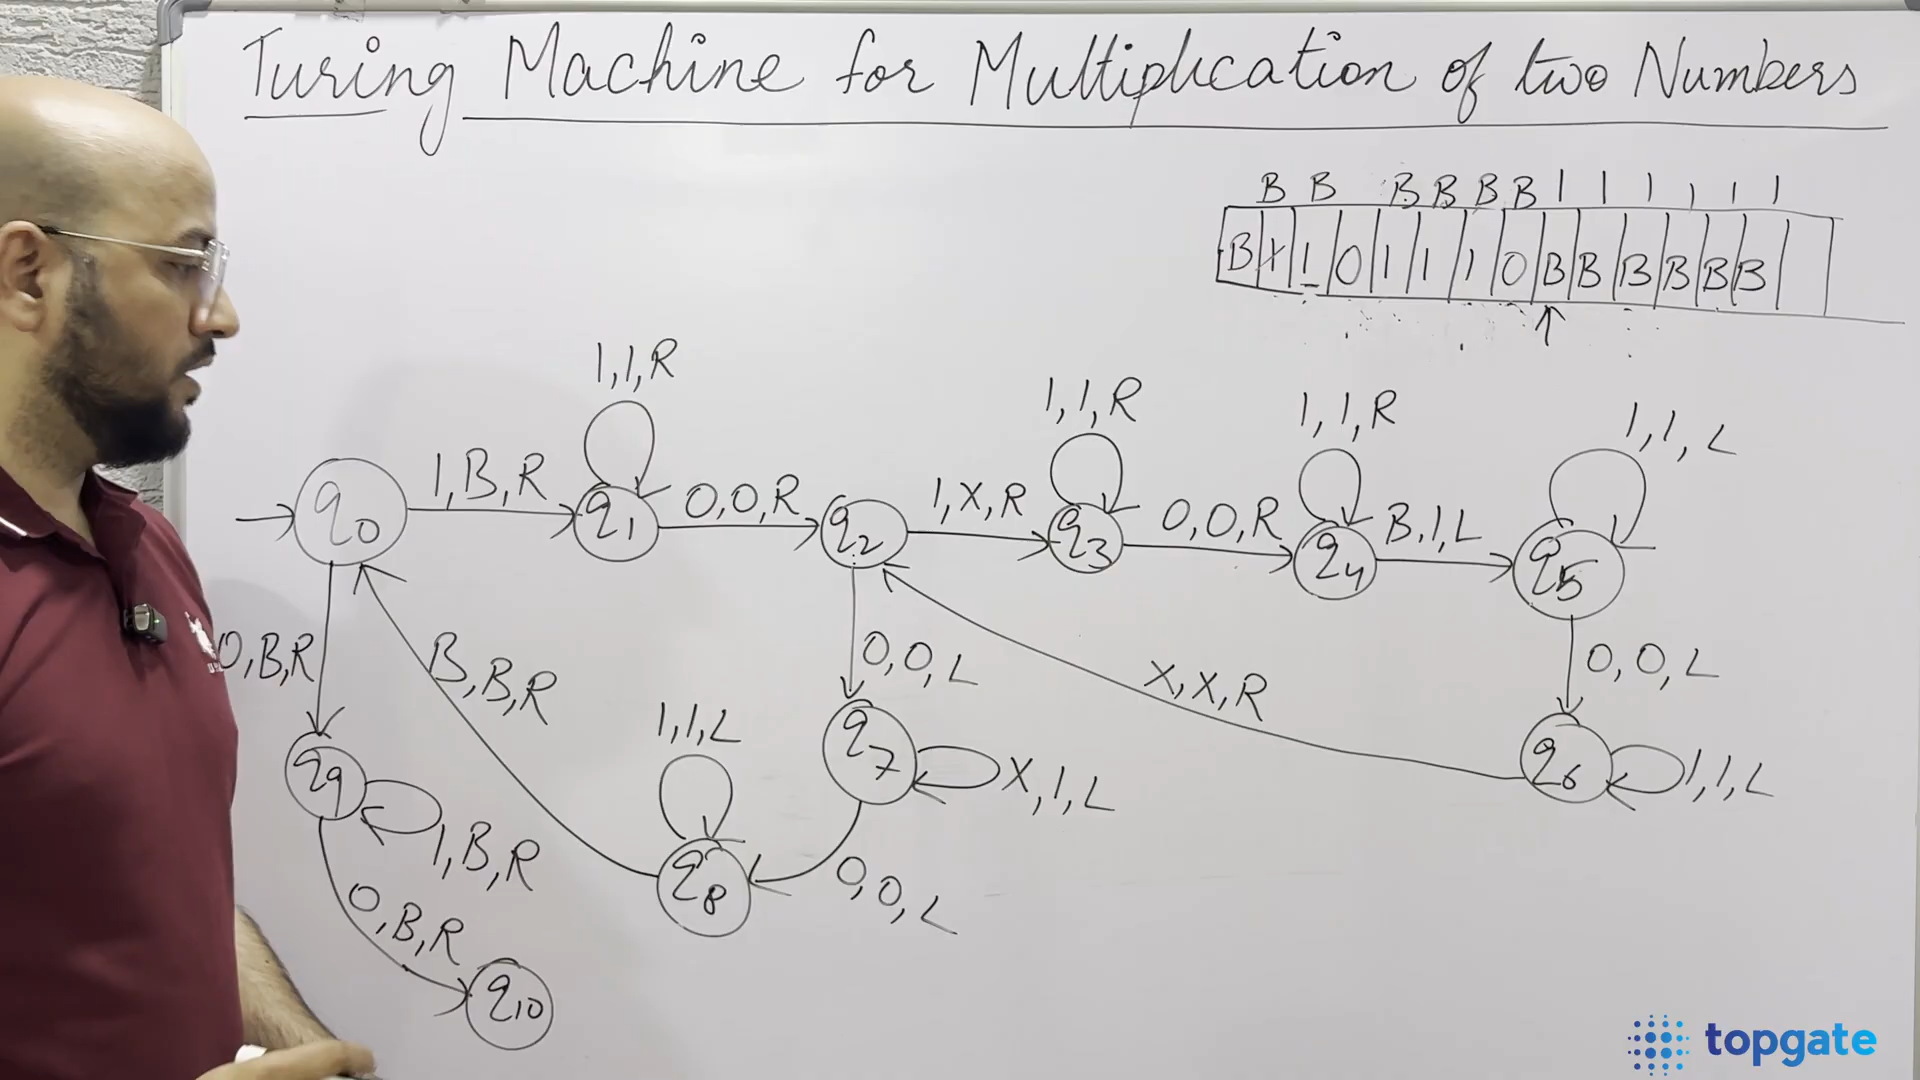 Turing Machine for Multiplication of two Numbers
B B B B B B 1 1 1 1 1 1
B 1 1 0 1 1 1 0 B B B B B B
1,1,R
1,1,R
1,1,R
1,1,L
q0
1,B,R
q1
0,0,R
q2
1,X,R
q3
0,0,R
q4
B,1,L
q5
0,B,R
B,B,R
0,0,L
X,X,R
0,0,L
1,1,L
q9
1,B,R
q7
X,1,L
q6
1,1,L
q8
0,0,L
0,B,R
q10
topgate